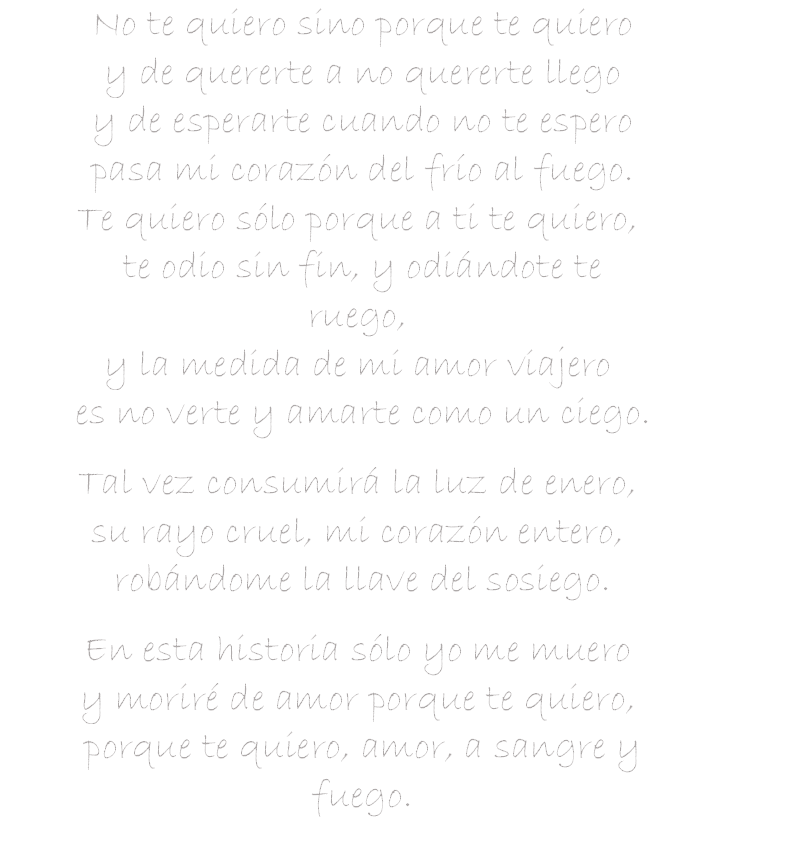 No te quiero sino porque te quiero
y de quererte a no quererte llego
y de esperarte cuando no te espero
pasa mi corazón del frío al fuego.
Te quiero sólo porque a ti te quiero,
te odio sin fin, y odiándote te
ruego,
y la medida de mi amor viajero
es no verte y amarte como un ciego.
Tal vez consumirá la luz de enero,
su rayo cruel, mi corazón entero,
robándome la llave del sosiego.
En esta historia sólo yo me muero
y moriré de amor porque te quiero,
porque te quiero, amor, a sangre y
fuego.